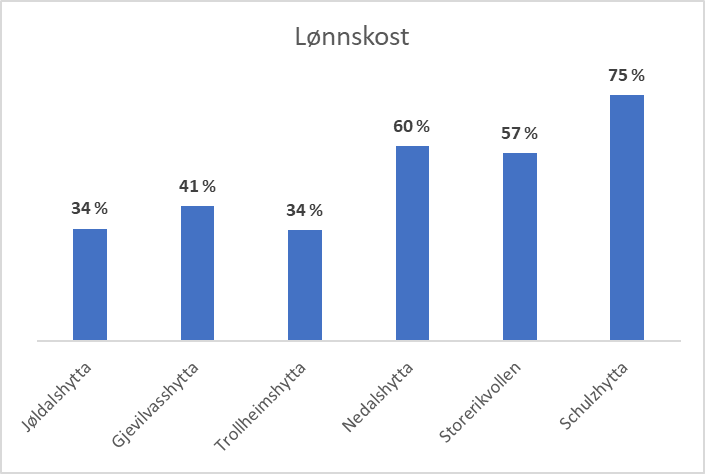 Lønnskost
34 %
41 %
34 %
60 %
57 %
75 %
Jøldalshytta
Gjevilvasshytta
Trollheimshytta
Nedalshytta
Storerikvollen
Schulzhytta